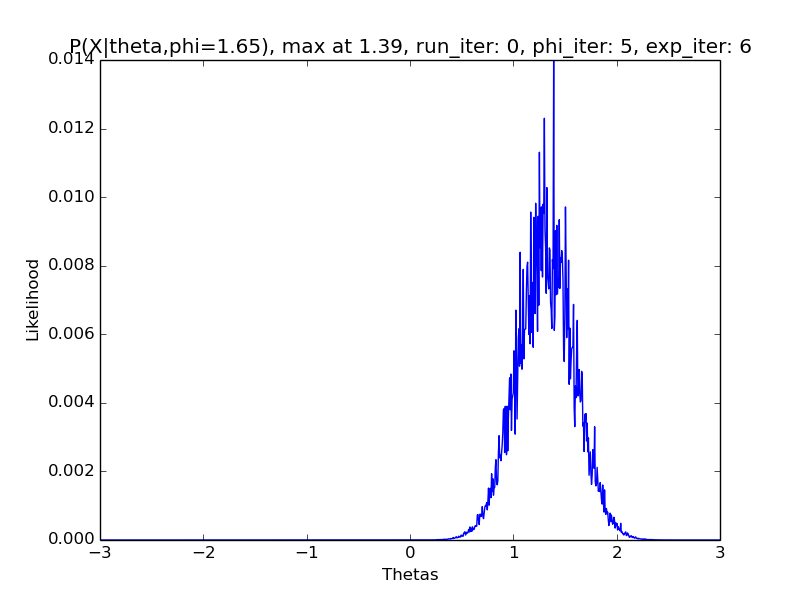 P(X|theta,phi=1.65), max at 1.39, run_iter: 0, phi_iter: 5, exp_iter: 6
0.014
0.012
0.010
0.008
0.006
0.004
0.002
0.000
Likelihood
−3 −2 −1 0 1 2 3
Thetas